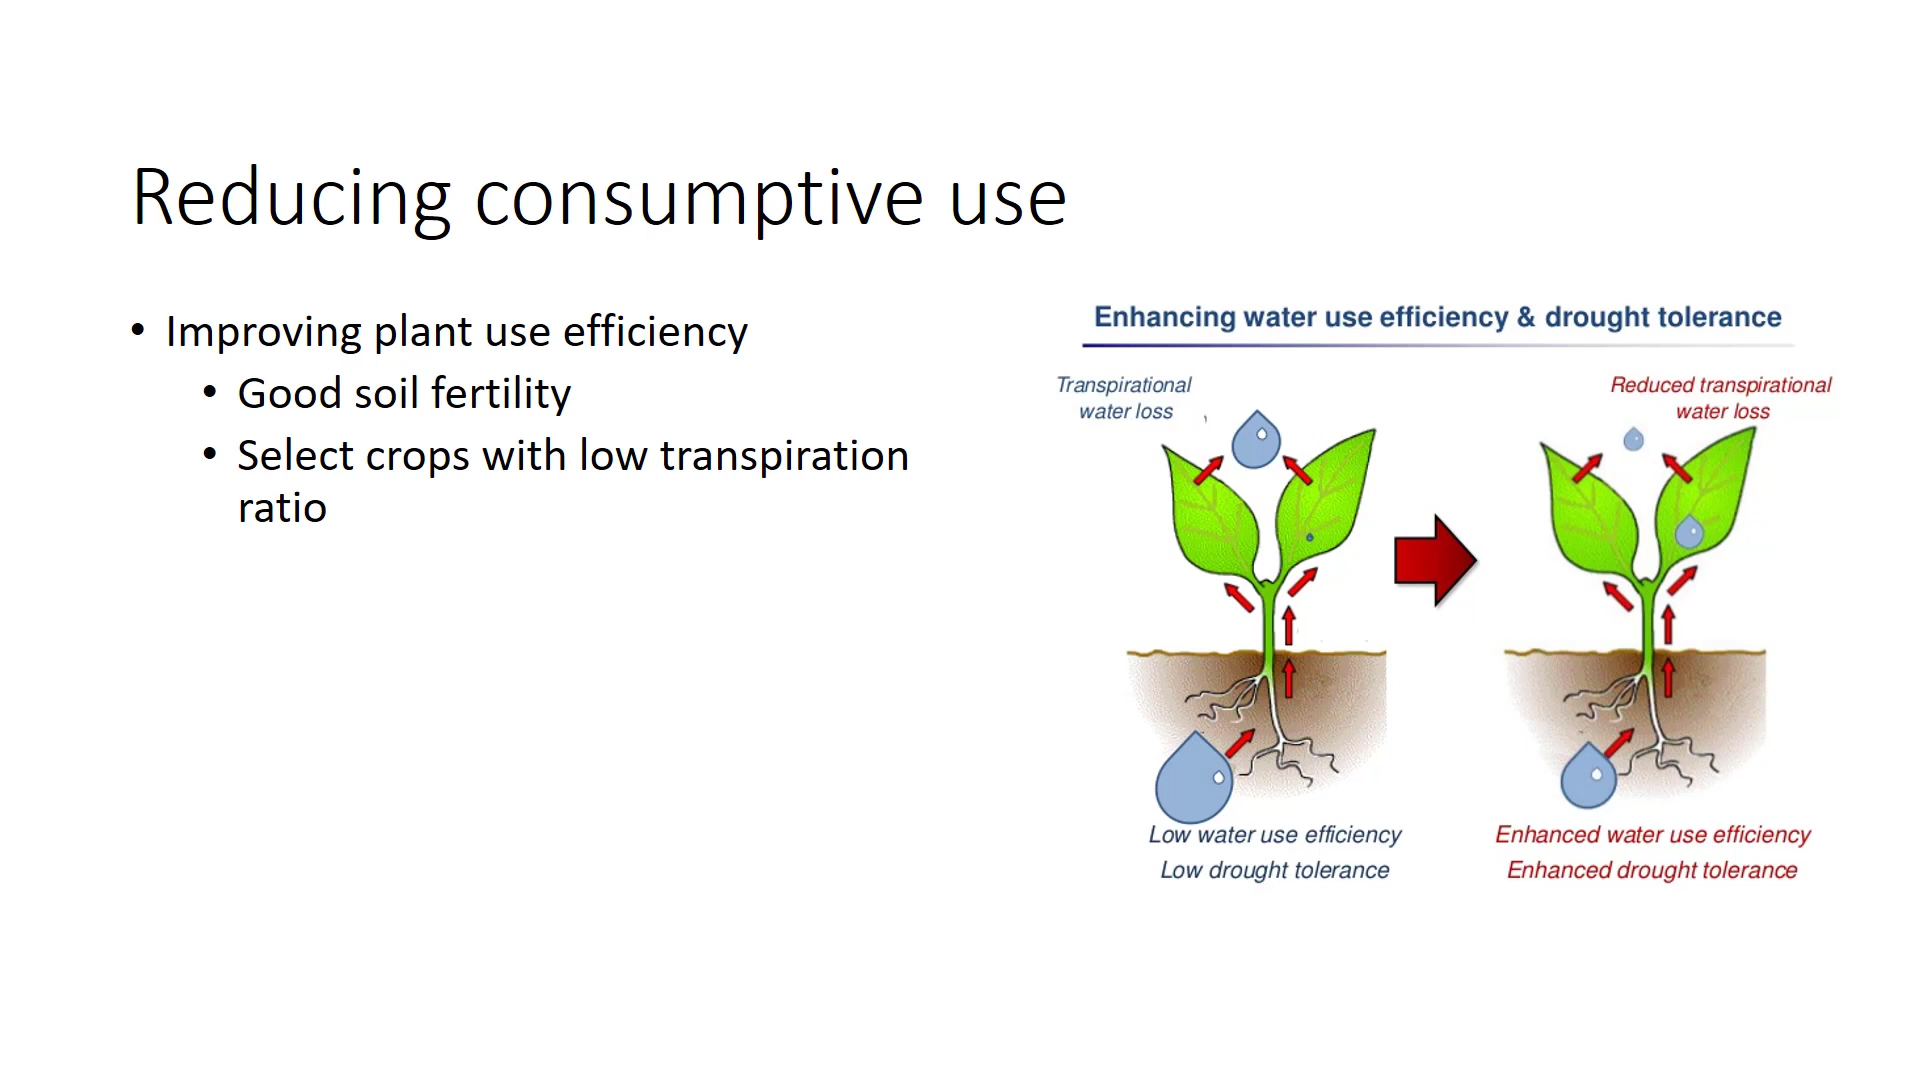 Reducing consumptive use
• Improving plant use efficiency
• Good soil fertility
• Select crops with low transpiration
ratio
Enhancing water use efficiency & drought tolerance
Transpirational
water loss
Reduced transpirational
water loss
Low water use efficiency
Low drought tolerance
Enhanced water use efficiency
Enhanced drought tolerance